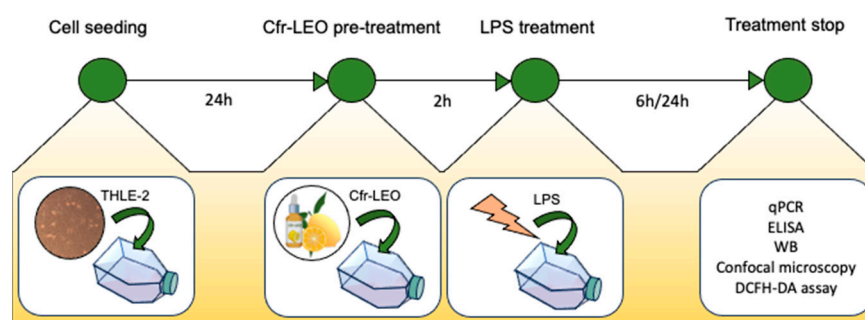 Cell seeding
Cfr-LEO pre-treatment
LPS treatment
Treatment stop
24h
2h
6h/24h
THLE-2
Cfr-LEO
LPS
qPCR
ELISA
WB
Confocal microscopy
DCFH-DA assay